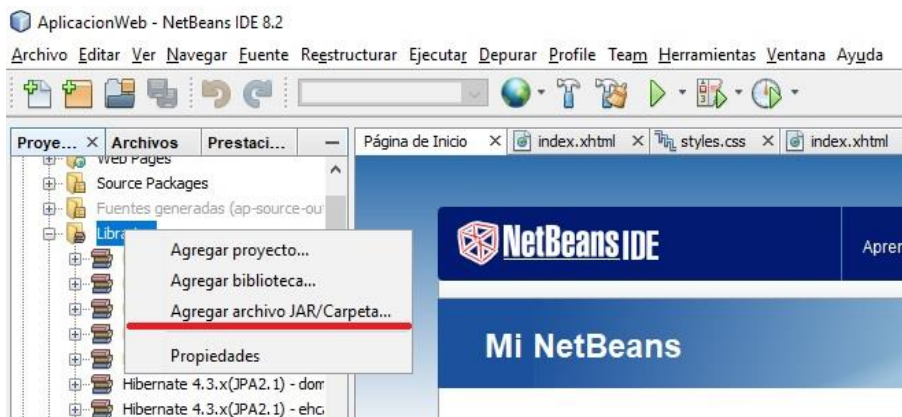 AplicacionWeb - NetBeans IDE 8.2
Archivo Editar Ver Navegar Fuente Reestructurar Ejecutar Depurar Profile Team Herramientas Ventana Ayuda
Proye... Archivos Prestaci... Página de Inicio index.xhtml styles.css index.xhtml
Web Pages
Source Packages
Fuentes generadas (ap-source-ou
Agregar proyecto...
Agregar biblioteca...
Agregar archivo JAR/Carpeta...
Propiedades
Hibernate 4.3.x(JPA2.1) - dom
Hibernate 4.3.x(JPA2.1) - ehca
NetBeans IDE
Apren
Mi NetBeans